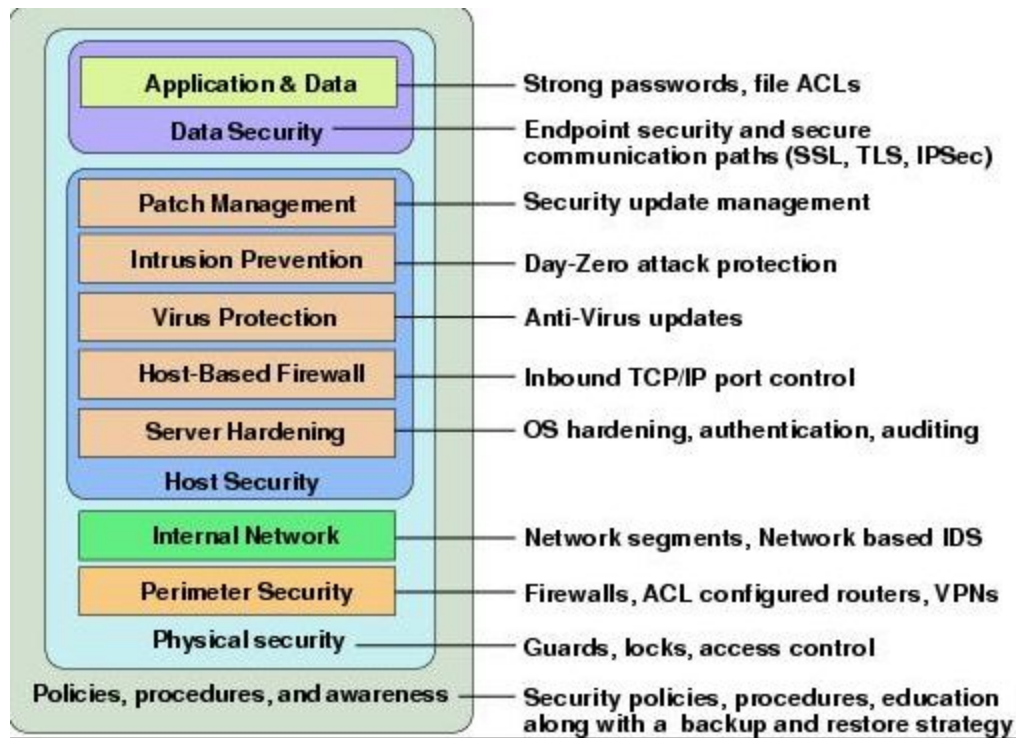 Application & Data
Strong passwords, file ACLs
Data Security
Endpoint security and secure
communication paths (SSL, TLS, IPSec)
Patch Management
Security update management
Intrusion Prevention
Day-Zero attack protection
Virus Protection
Anti-Virus updates
Host-Based Firewall
Inbound TCP/IP port control
Server Hardening
OS hardening, authentication, auditing
Host Security
Internal Network
Network segments, Network based IDS
Perimeter Security
Firewalls, ACL configured routers, VPNs
Physical security
Guards, locks, access control
Policies, procedures, and awareness
Security policies, procedures, education
along with a backup and restore strategy